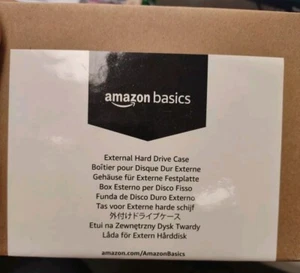 amazon basics
External Hard Drive Case
Boîtier pour Disque Dur Externe
Gehäuse für Externe Festplatte
Box Esterno per Disco Fisso
Funda de Disco Duro Externo
Tas voor Externe harde schijf
外付けドライブケース
Etui na Zewnętrzny Dysk Twardy
Låda för Extern Hårddisk
amazon.com/AmazonBasics